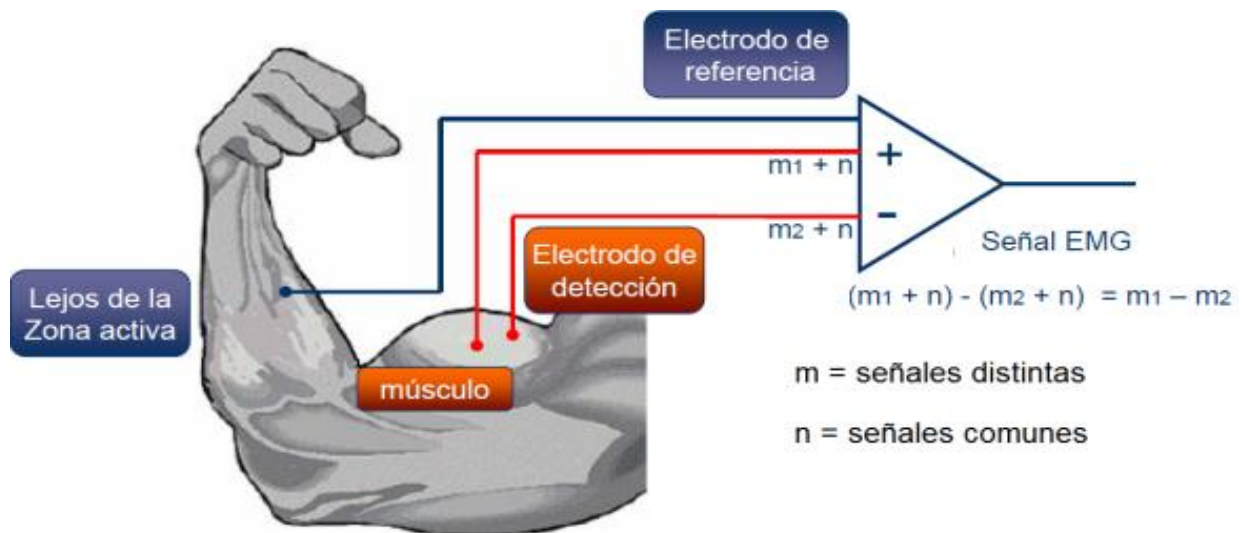 Electrodo de
referencia
+
m1 + n
-
m2 + n
Señal EMG
(m1 + n) - (m2 + n) = m1 – m2
Electrodo de
detección
Lejos de la
Zona activa
músculo
m = señales distintas
n = señales comunes